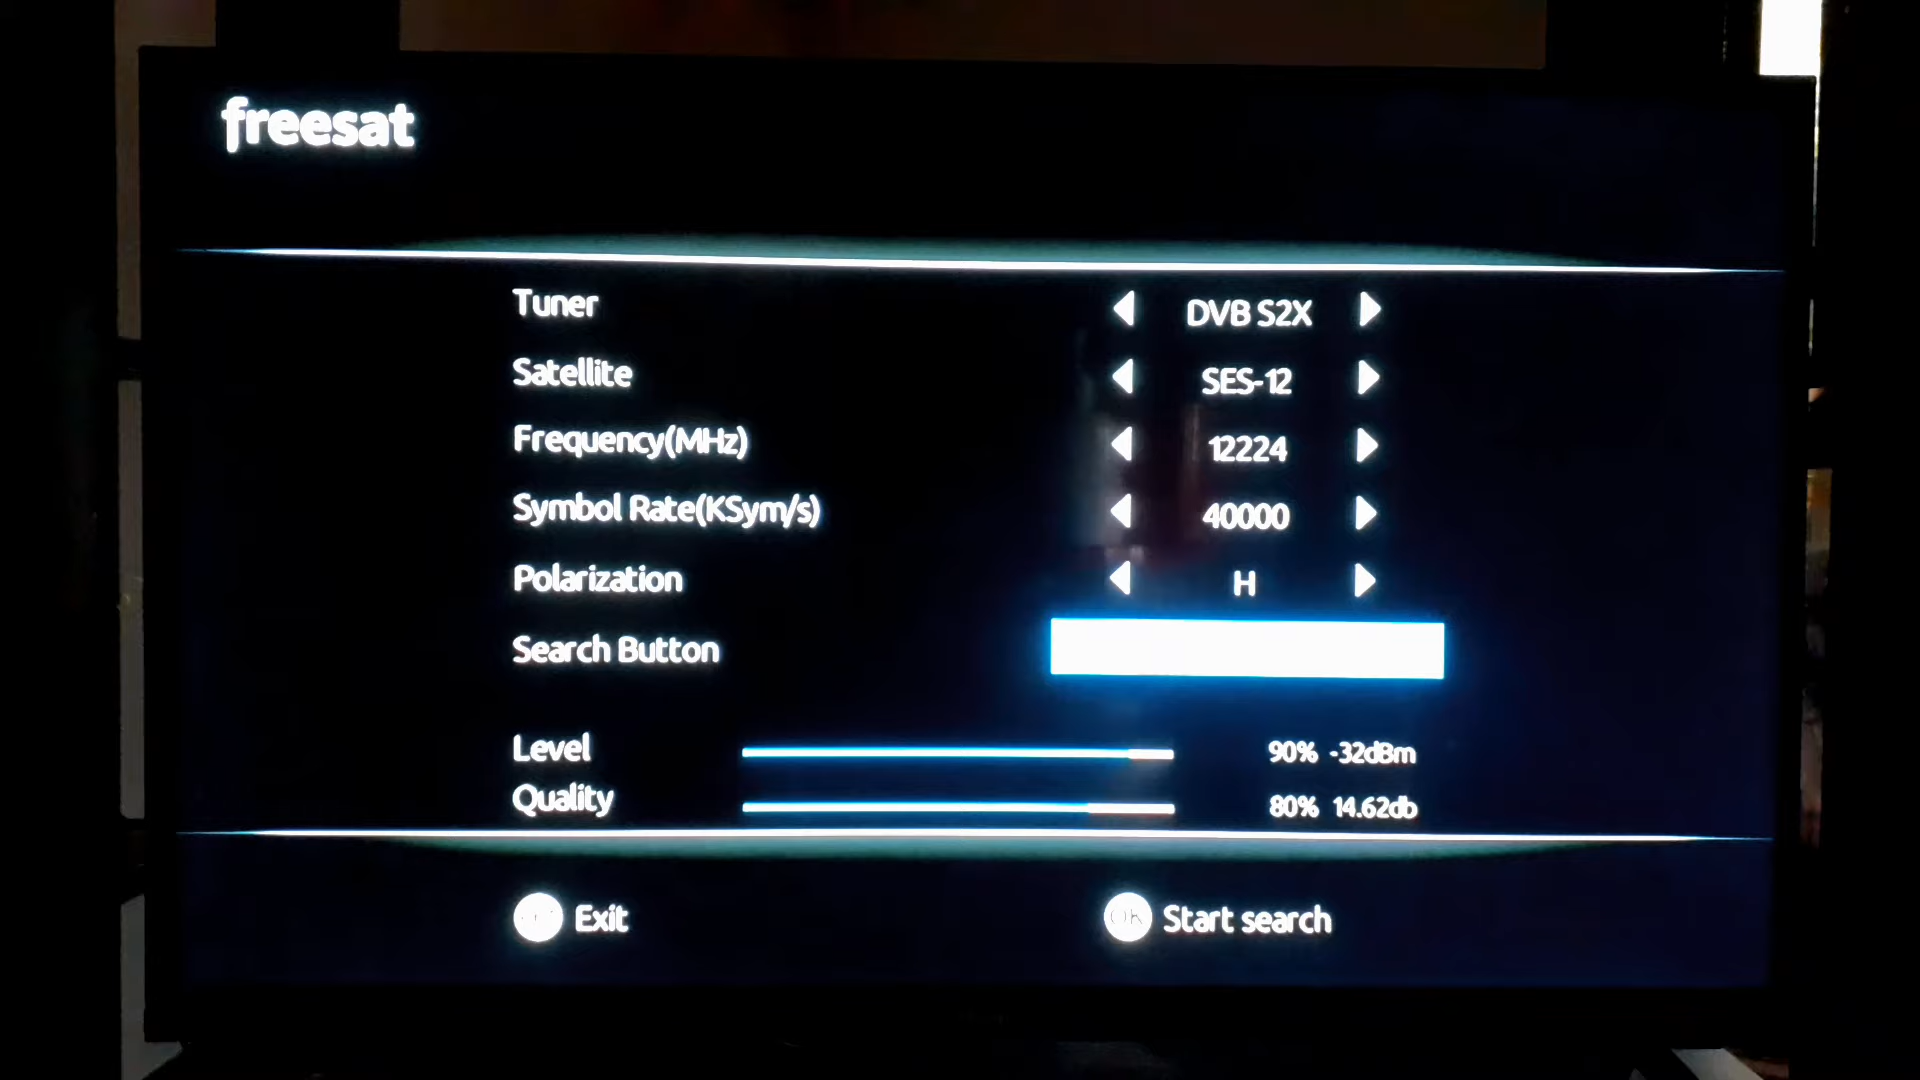 freesat
Tuner DVB S2X
Satellite SES-12
Frequency(MHz) 12224
Symbol Rate(KSym/s) 40000
Polarization H
Search Button
Level 90% -32dBm
Quality 80% 14.62db
Exit OK Start search